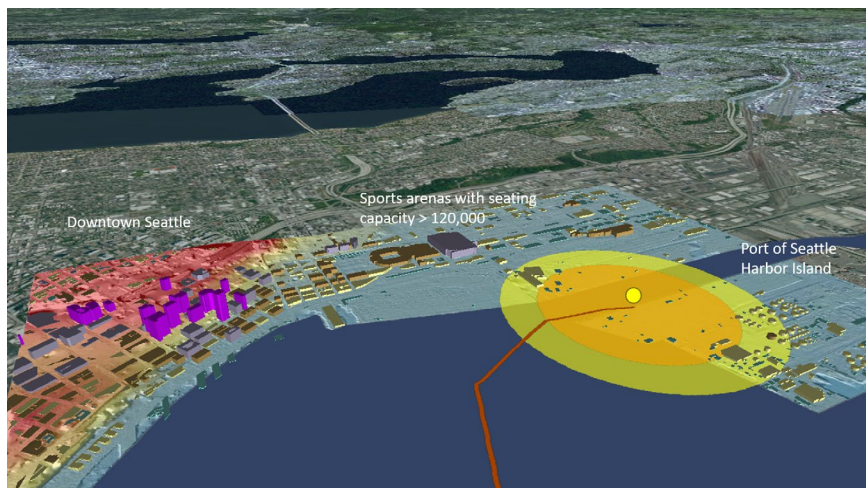 Sports arenas with seating
capacity > 120,000
Downtown Seattle
Port of Seattle
Harbor Island